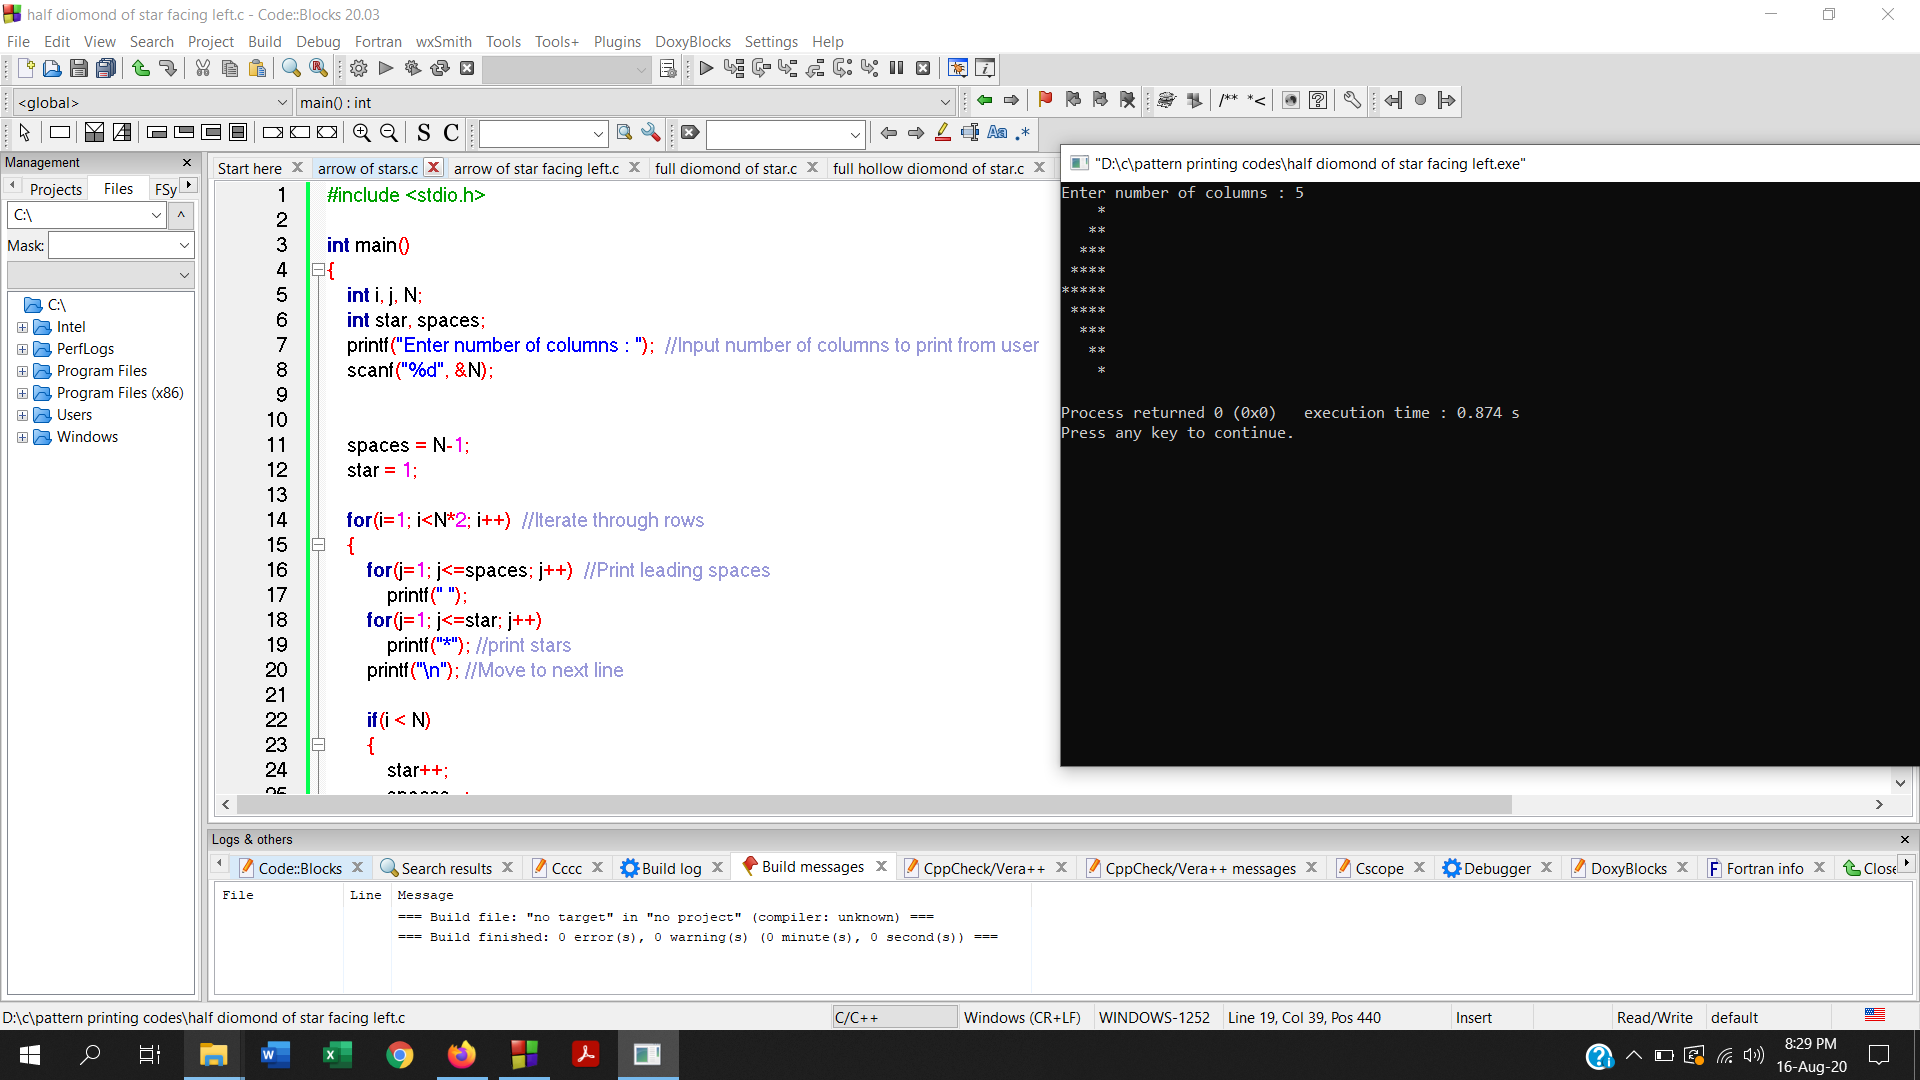 half diomond of star facing left.c - Code::Blocks 20.03
File Edit View Search Project Build Debug Fortran wxSmith Tools Tools+ Plugins DoxyBlocks Settings Help
<global> main() : int
/** *<
S C Aa .*
Management
Projects Files FSy
C:\
Mask:
C:\
Intel
PerfLogs
Program Files
Program Files (x86)
Users
Windows
Start here arrow of stars.c arrow of star facing left.c full diomond of star.c full hollow diomond of star.c
1 #include <stdio.h>
2
3 int main()
4 {
5 int i, j, N;
6 int star, spaces;
7 printf("Enter number of columns : "); //Input number of columns to print from user
8 scanf("%d", &N);
9
10
11 spaces = N-1;
12 star = 1;
13
14 for(i=1; i<N*2; i++) //Iterate through rows
15 {
16 for(j=1; j<=spaces; j++) //Print leading spaces
17 printf(" ");
18 for(j=1; j<=star; j++)
19 printf("*"); //print stars
20 printf("\n"); //Move to next line
21
22 if(i < N)
23 {
24 star++;
"D:\c\pattern printing codes\half diomond of star facing left.exe"
Enter number of columns : 5
    *
   **
  ***
 ****
*****
 ****
  ***
   **
    *
Process returned 0 (0x0)   execution time : 0.874 s
Press any key to continue.
Logs & others
Code::Blocks Search results Cccc Build log Build messages CppCheck/Vera++ CppCheck/Vera++ messages Cscope Debugger DoxyBlocks Fortran info Close
File Line Message
=== Build file: "no target" in "no project" (compiler: unknown) ===
=== Build finished: 0 error(s), 0 warning(s) (0 minute(s), 0 second(s)) ===
D:\c\pattern printing codes\half diomond of star facing left.c C/C++ Windows (CR+LF) WINDOWS-1252 Line 19, Col 39, Pos 440 Insert Read/Write default
8:29 PM
16-Aug-20